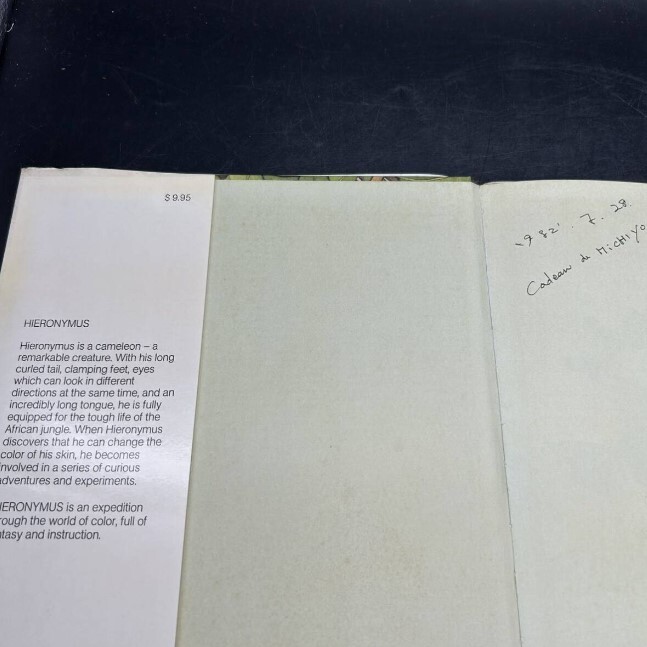 $ 9.95
HIERONYMUS
Hieronymus is a cameleon – a
remarkable creature. With his long
curled tail, clamping feet, eyes
which can look in different
directions at the same time, and an
incredibly long tongue, he is fully
equipped for the tough life of the
African jungle. When Hieronymus
discovers that he can change the
color of his skin, he becomes
nvolved in a series of curious
adventures and experiments.
IERONYMUS is an expedition
rough the world of color, full of
ntasy and instruction.
1982'. 7. 28.
Cadeau de MICHIYO